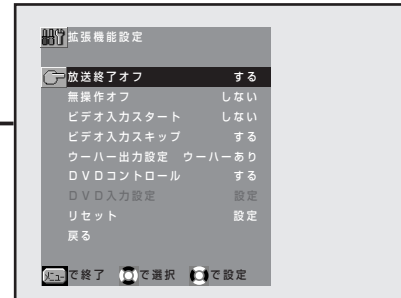 拡張機能設定
放送終了オフ する
無操作オフ しない
ビデオ入力スタート しない
ビデオ入力スキップ する
ウーハー出力設定 ウーハーあり
DVDコントロール する
DVD入力設定 設定
リセット 設定
戻る
メニューで終了 で選択 で設定